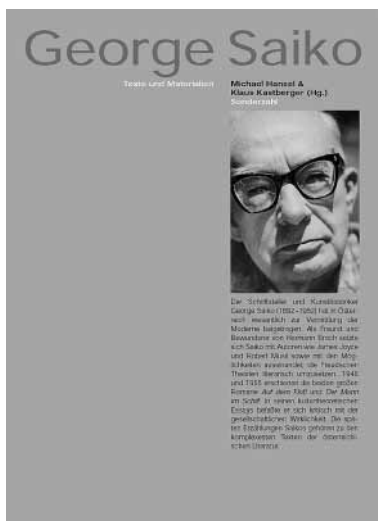 George Saiko
Texte und Materialien
Michael Hansel &
Klaus Kastberger (Hg.)
Sonderzahl
Der Schriftsteller und Kunsthistoriker
George Saiko (1892–1962) hat in Öster-
reich wesentlich zur Vermittlung der
Moderne beigetragen. Als Freund und
Bewunderer von Hermann Broch setzte
sich Saiko mit Autoren wie James Joyce
und Robert Musil sowie mit den Mög-
lichkeiten auseinander, die Freudschen
Theorien literarisch umzusetzen. 1948
und 1955 erschienen die beiden großen
Romane Auf dem Floß und Der Mann
im Schilf. In seinen kulturtheoretischen
Essays befaßte er sich kritisch mit der
gesellschaftlichen Wirklichkeit. Die spä-
ten Erzählungen Saikos gehören zu den
komplexesten Texten der österreichi-
schen Literatur.